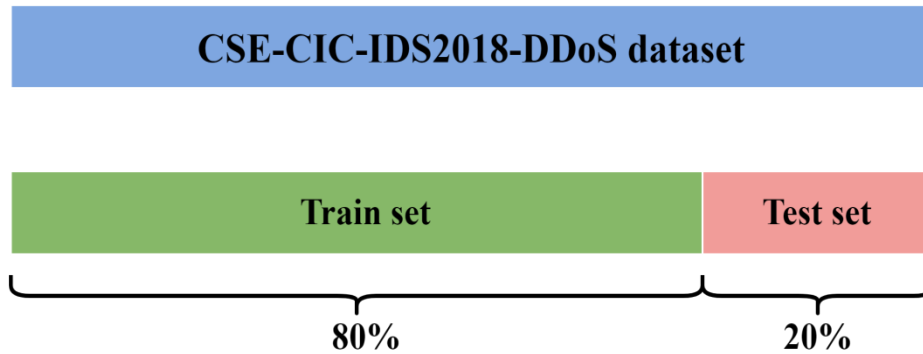 CSE-CIC-IDS2018-DDoS dataset
Train set
Test set
80%
20%